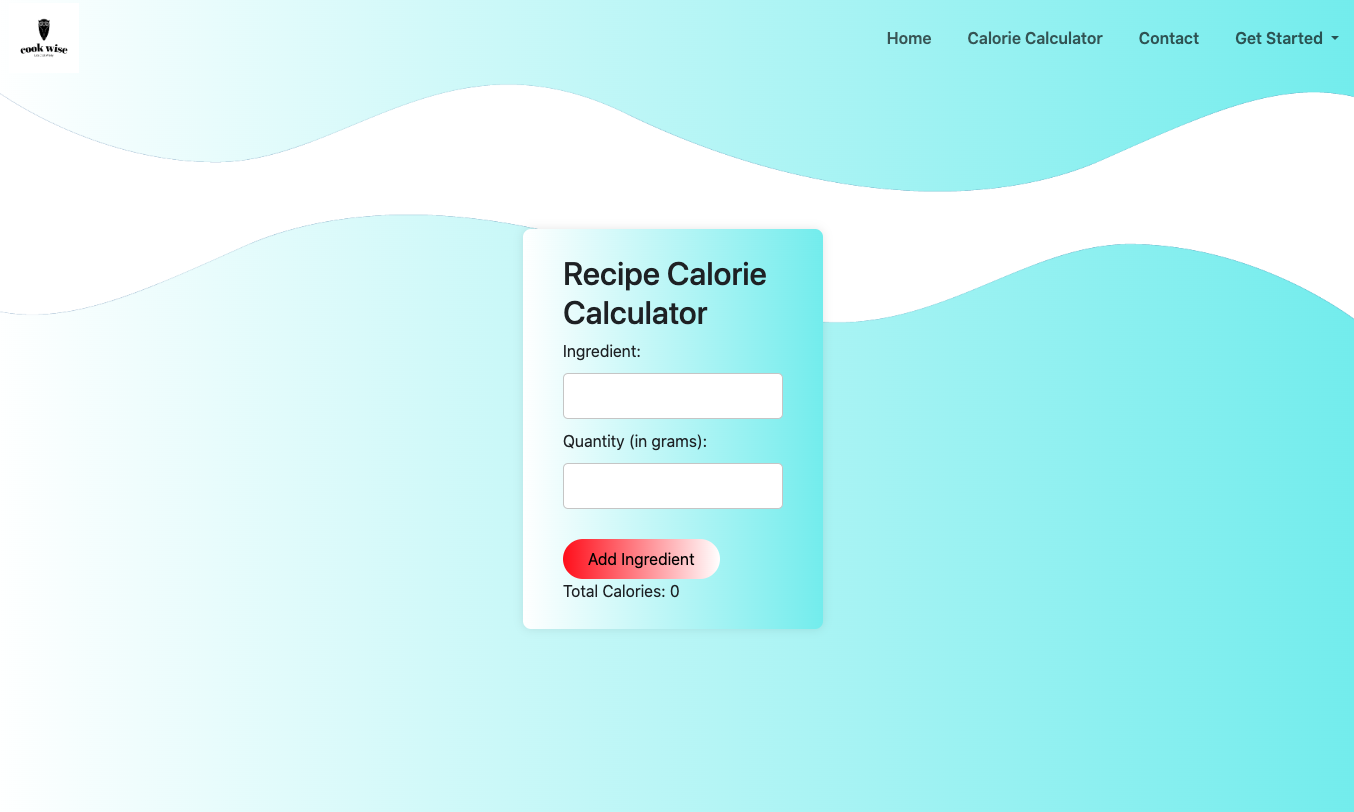 cook wise
Home
Calorie Calculator
Contact
Get Started
Recipe Calorie
Calculator
Ingredient:
Quantity (in grams):
Add Ingredient
Total Calories: 0